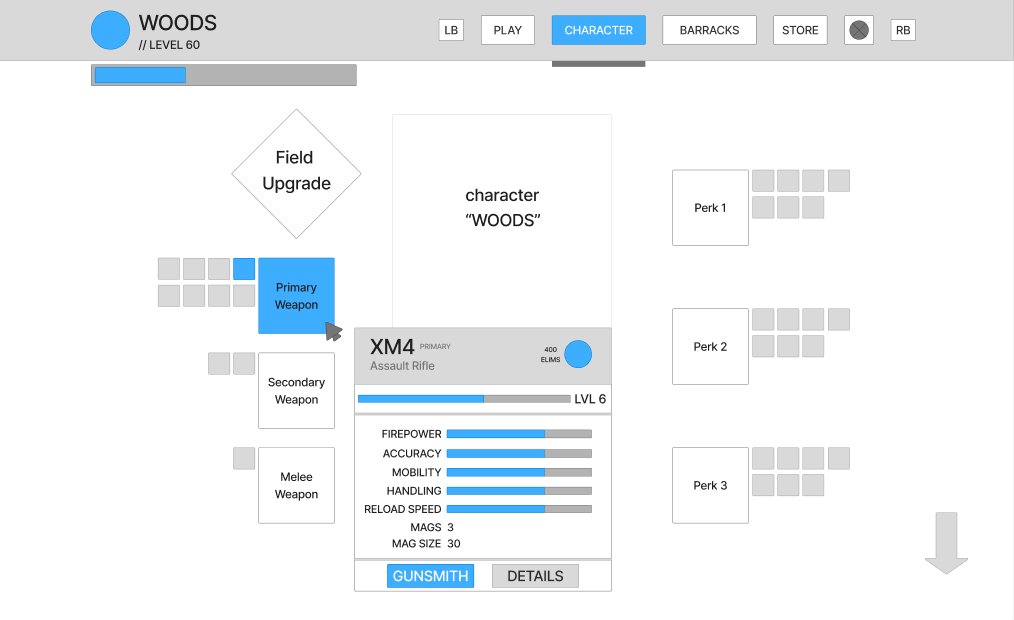 WOODS
// LEVEL 60
LB
PLAY
CHARACTER
BARRACKS
STORE
RB
Field
Upgrade
character
“WOODS”
Primary
Weapon
Secondary
Weapon
Melee
Weapon
XM4 PRIMARY
Assault Rifle
400
ELIMS
LVL 6
FIREPOWER
ACCURACY
MOBILITY
HANDLING
RELOAD SPEED
MAGS 3
MAG SIZE 30
GUNSMITH
DETAILS
Perk 1
Perk 2
Perk 3